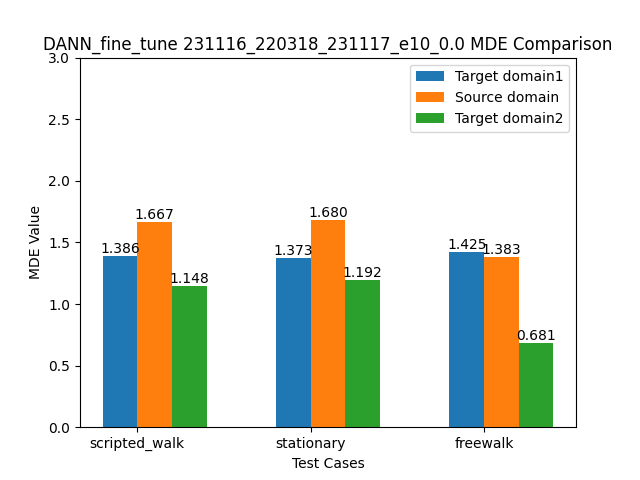 DANN_fine_tune 231116_220318_231117_e10_0.0 MDE Comparison
Target domain1
Source domain
Target domain2
MDE Value
3.0
2.5
2.0
1.5
1.0
0.5
0.0
1.386
1.667
1.148
1.373
1.680
1.192
1.425
1.383
0.681
scripted_walk
stationary
freewalk
Test Cases